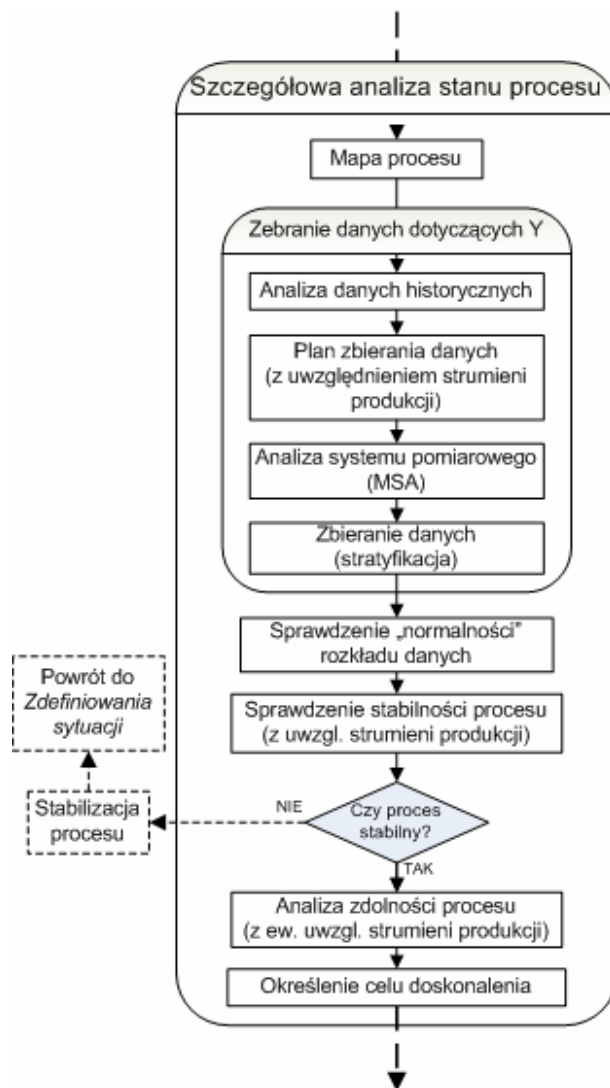 Szczegółowa analiza stanu procesu
Mapa procesu
Zebranie danych dotyczących Y
Analiza danych historycznych
Plan zbierania danych
(z uwzględnieniem strumieni
produkcji)
Analiza systemu pomiarowego
(MSA)
Zbieranie danych
(stratyfikacja)
Sprawdzenie „normalności”
rozkładu danych
Sprawdzenie stabilności procesu
(z uwzgl. strumieni produkcji)
Czy proces
stabilny?
NIE
Stabilizacja
procesu
Powrót do
Zdefiniowania
sytuacji
TAK
Analiza zdolności procesu
(z ew. uwzgl. strumieni produkcji)
Określenie celu doskonalenia